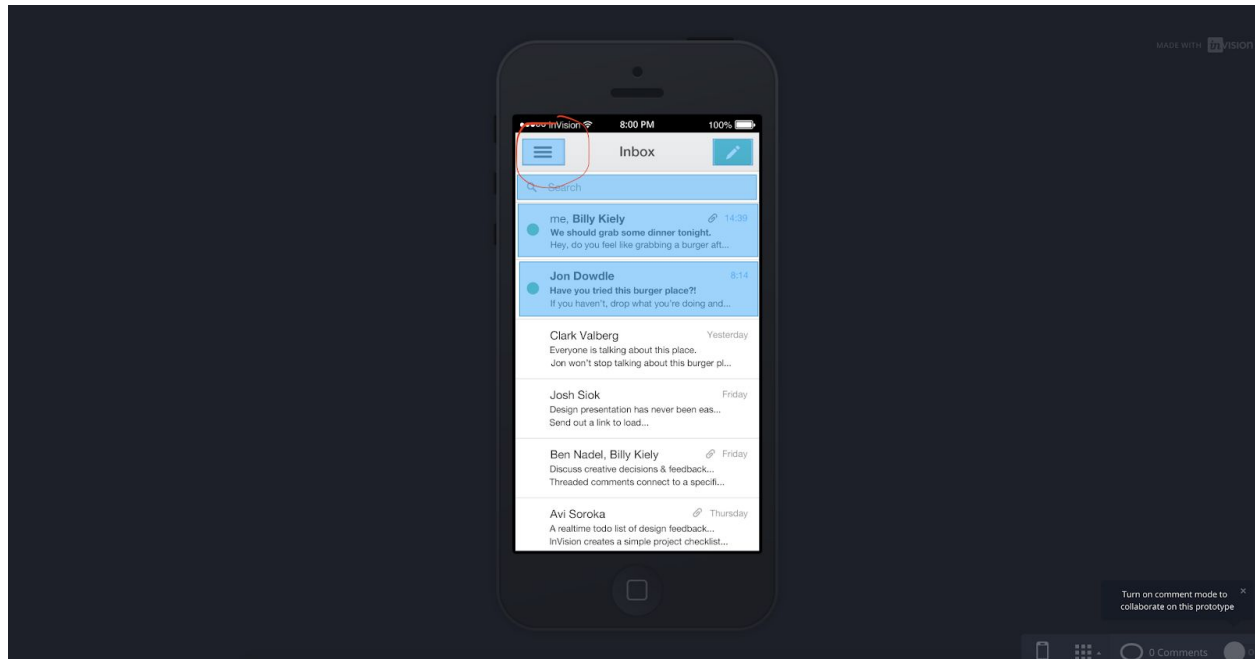 MADE WITH inVISION
InVision 8:00 PM 100%
Inbox
Search
me, Billy Kiely 14:39
We should grab some dinner tonight.
Hey, do you feel like grabbing a burger aft...
Jon Dowdle 8:14
Have you tried this burger place?!
If you haven't, drop what you're doing and...
Clark Valberg Yesterday
Everyone is talking about this place.
Jon won't stop talking about this burger pl...
Josh Siok Friday
Design presentation has never been eas...
Send out a link to load...
Ben Nadel, Billy Kiely Friday
Discuss creative decisions & feedback...
Threaded comments connect to a specifi...
Avi Soroka Thursday
A realtime todo list of design feedback...
InVision creates a simple project checklist...
Turn on comment mode to
collaborate on this prototype
0 Comments